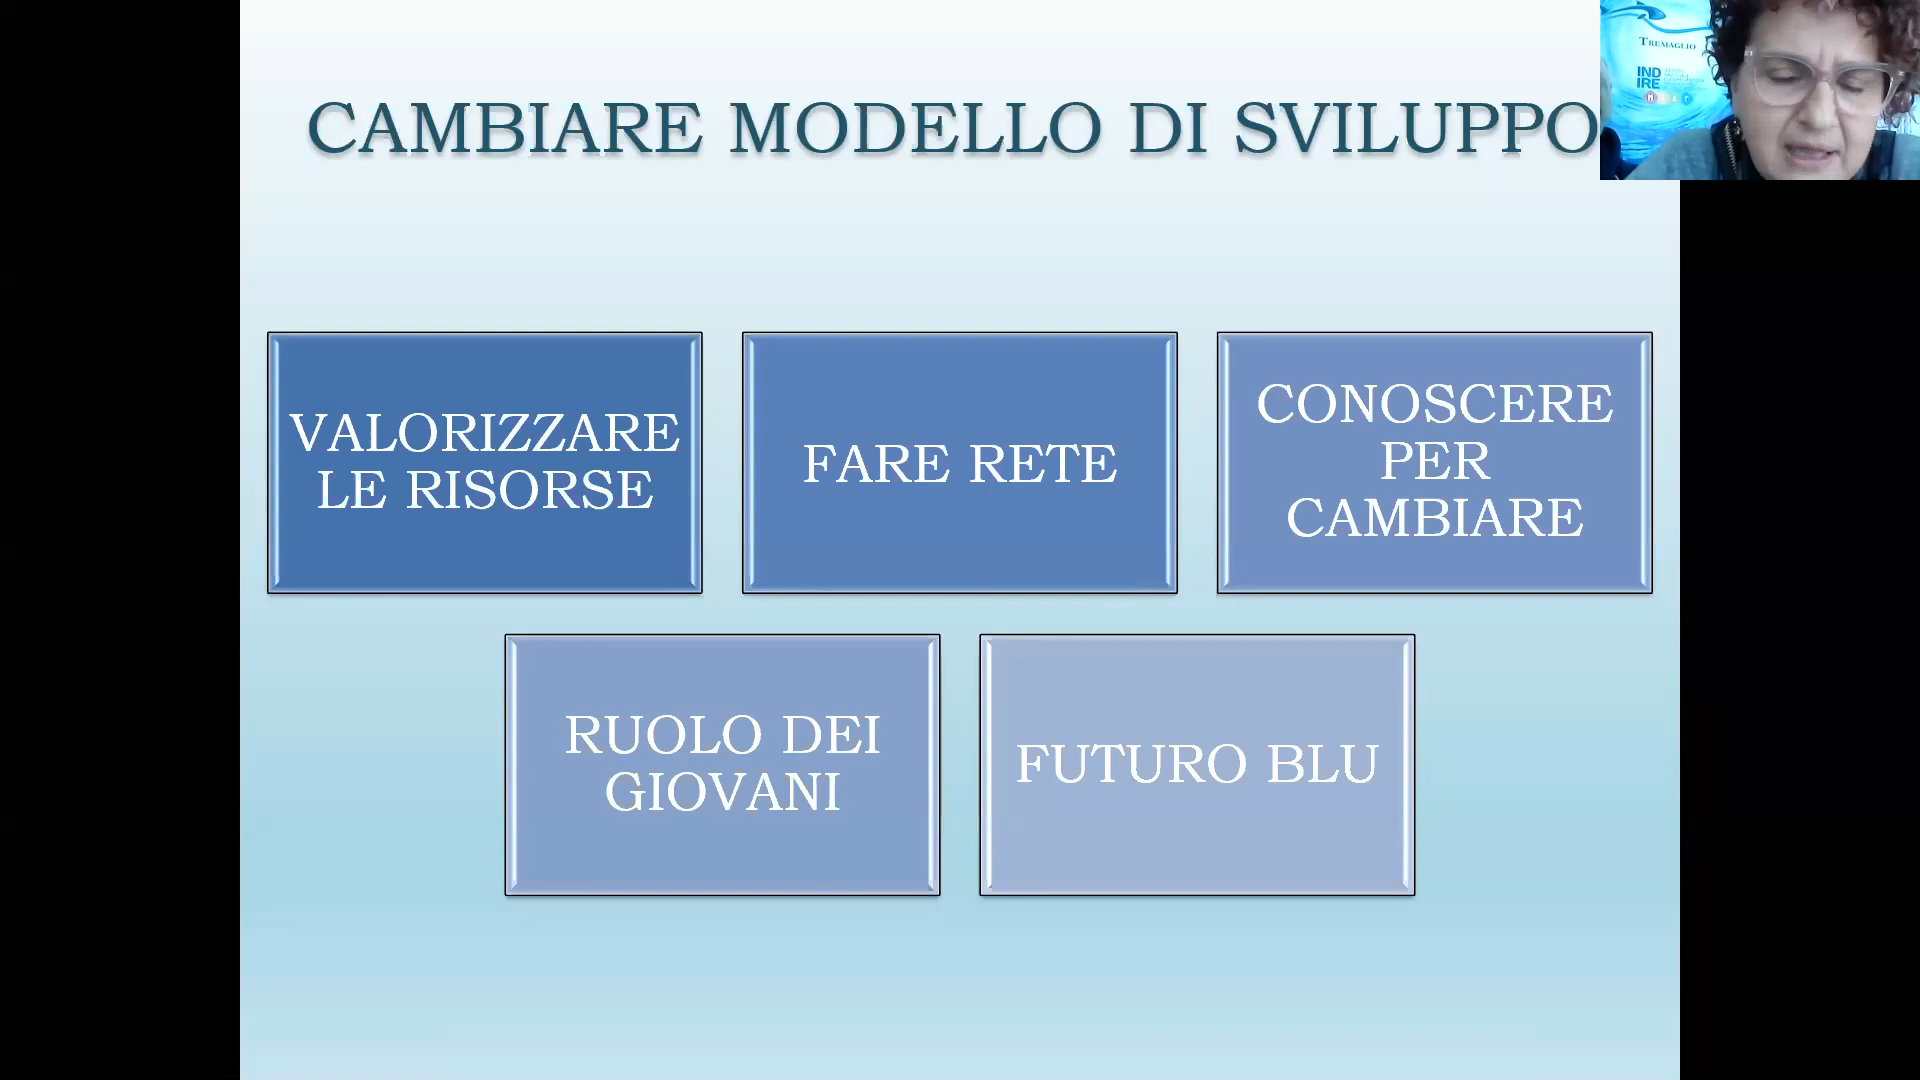 CAMBIARE MODELLO DI SVILUPPO
TREMAGLIO
IND
IRE
VALORIZZARE
LE RISORSE
FARE RETE
CONOSCERE
PER
CAMBIARE
RUOLO DEI
GIOVANI
FUTURO BLU